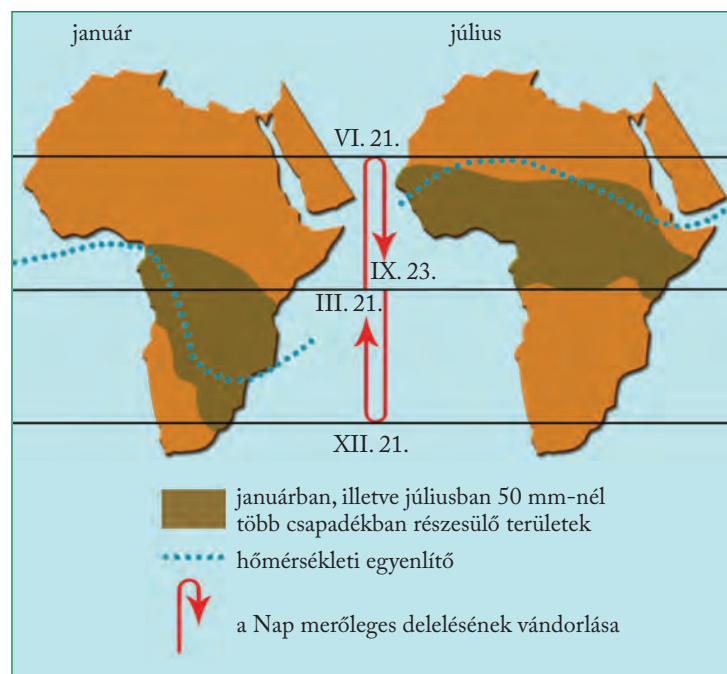 január
július
VI. 21.
IX. 23.
III. 21.
XII. 21.
januárban, illetve júliusban 50 mm-nél
több csapadékban részesülő területek
hőmérsékleti egyenlítő
a Nap merőleges delelésének vándorlása